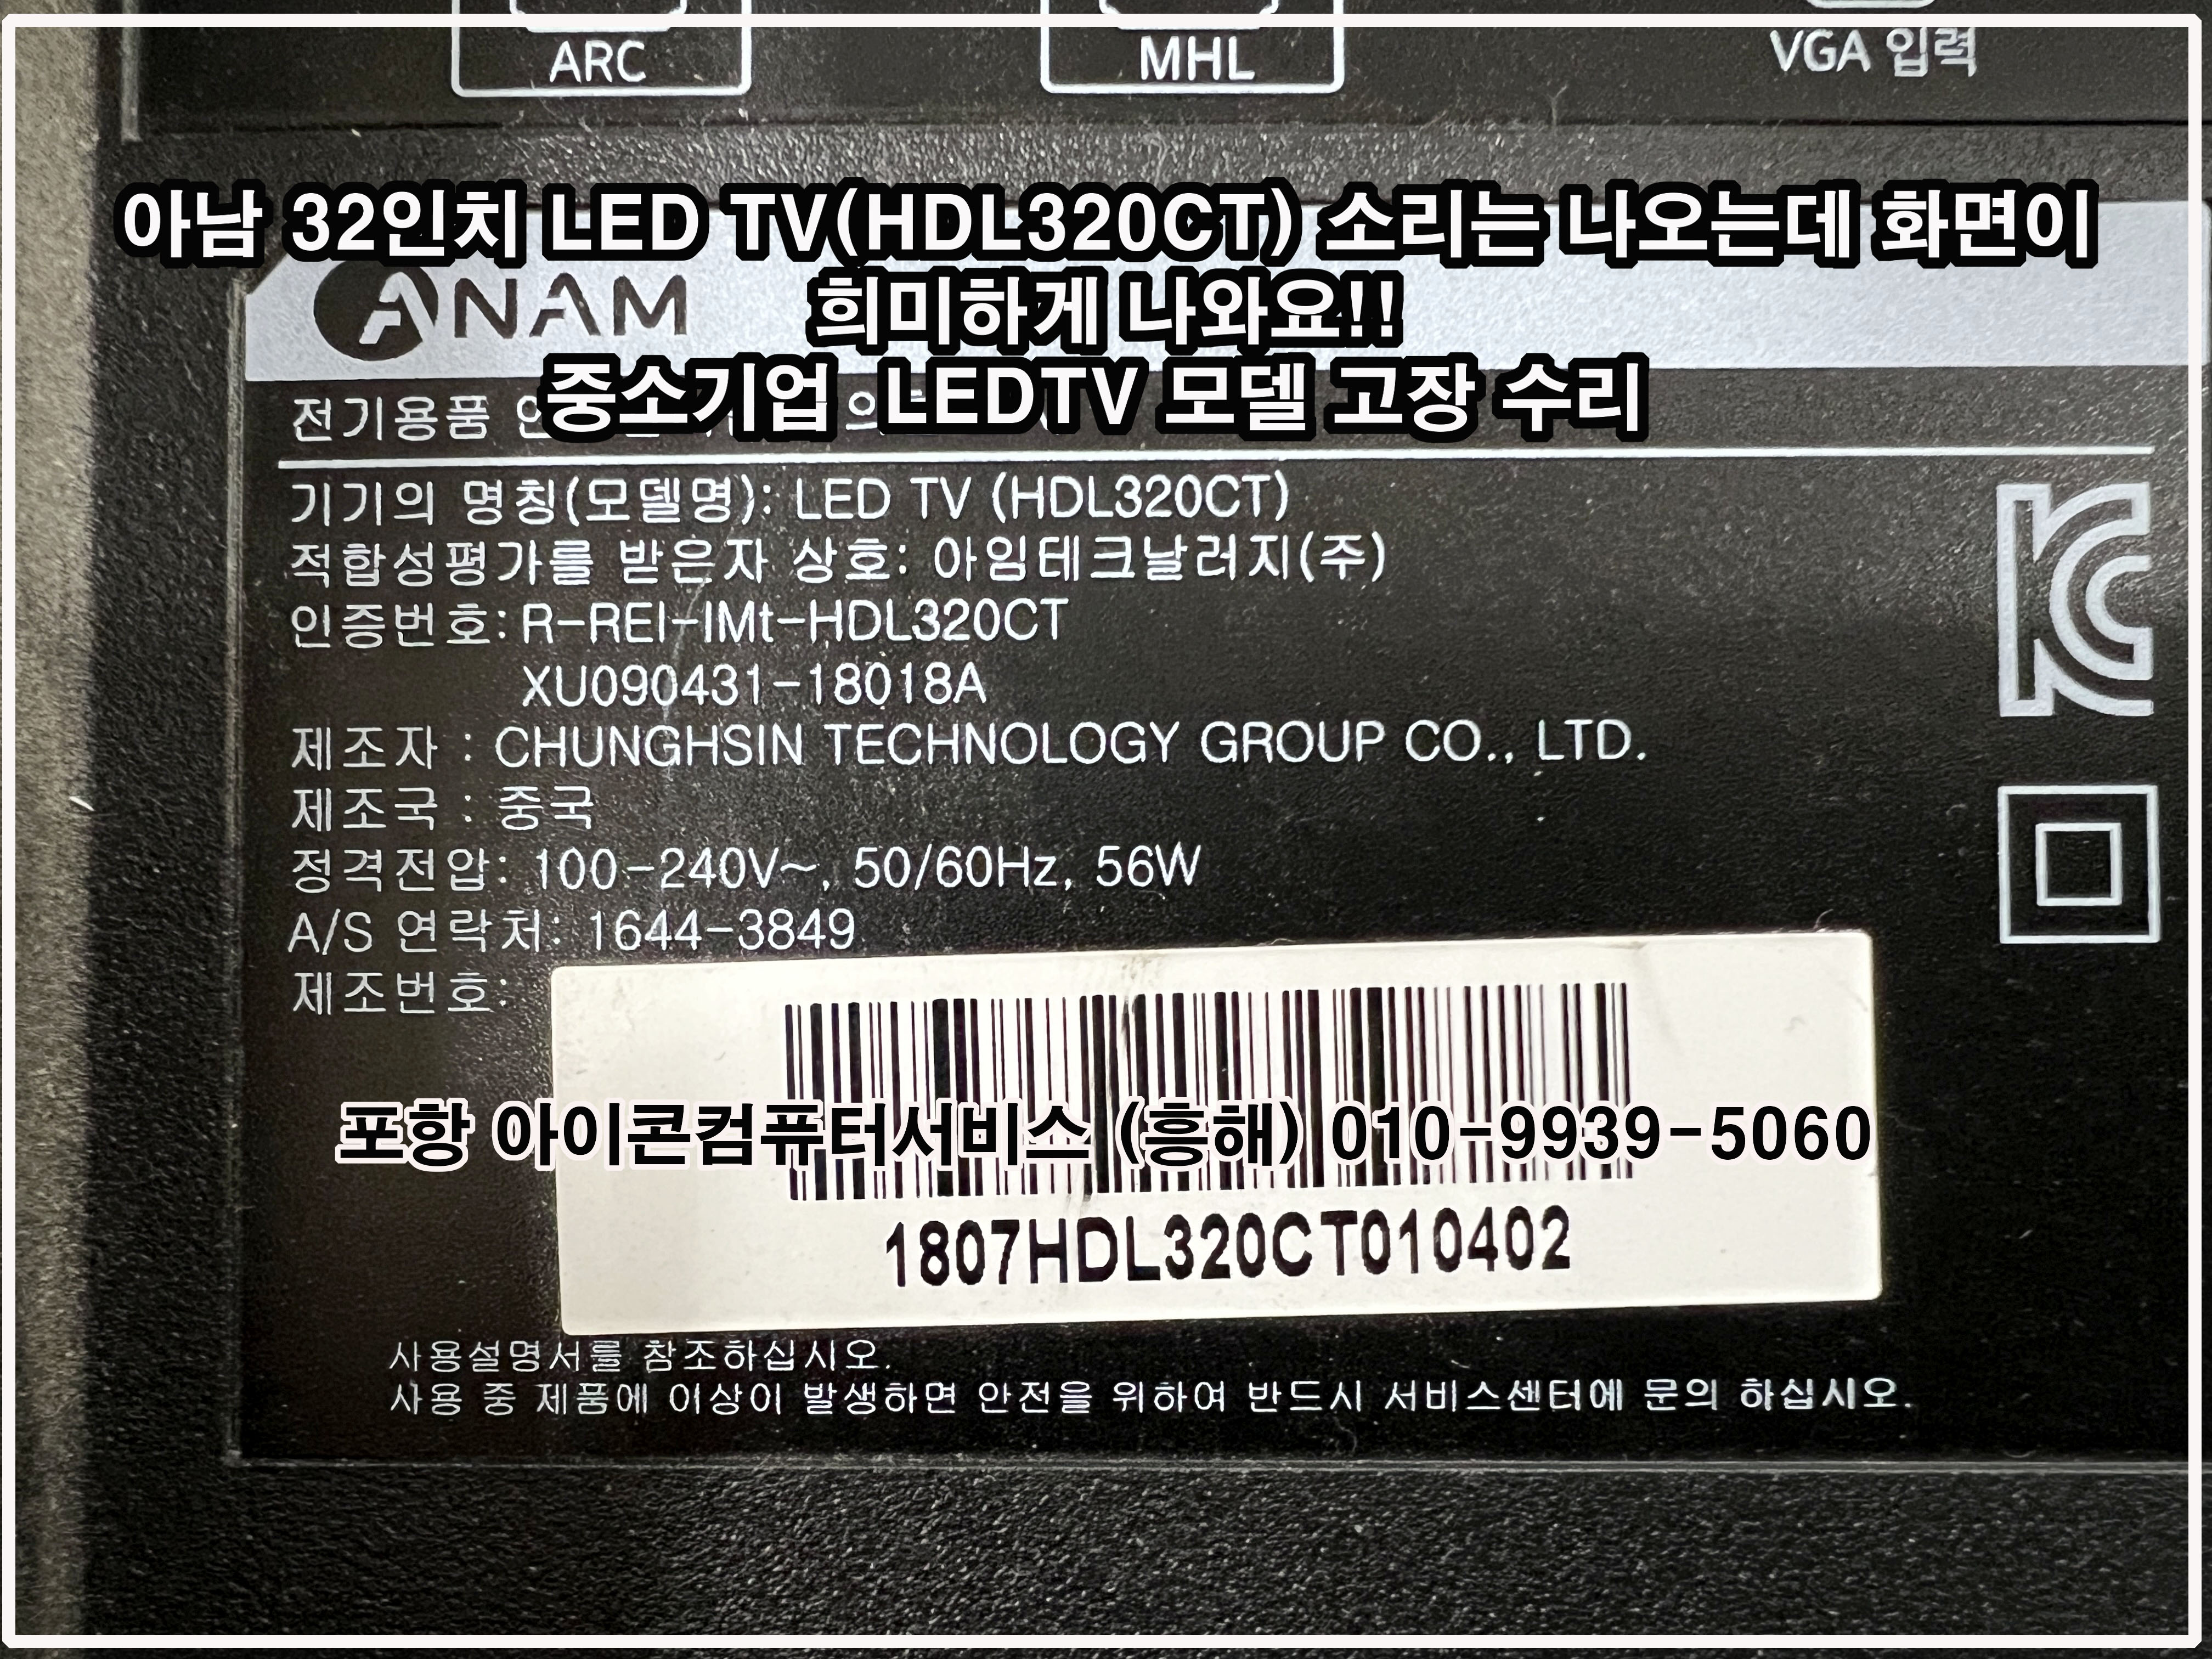 ARC
MHL
VGA 입력
아남 32인치 LED TV(HDL320CT) 소리는 나오는데 화면이
희미하게 나와요!!
ANAM
중소기업 LEDTV 모델 고장 수리
전기용품
기기의 명칭(모델명): LED TV (HDL320CT)
적합성평가를 받은자 상호: 아임테크날러지(주)
인증번호: R-REI-IMt-HDL320CT
XU090431-18018A
제조자 : CHUNGHSIN TECHNOLOGY GROUP CO., LTD.
제조국 : 중국
정격전압: 100-240V~, 50/60Hz, 56W
A/S 연락처: 1644-3849
제조번호:
포항 아이콘컴퓨터서비스 (흥해) 010-9939-5060
1807HDL320CT010402
사용설명서를 참조하십시오.
사용 중 제품에 이상이 발생하면 안전을 위하여 반드시 서비스센터에 문의 하십시오.